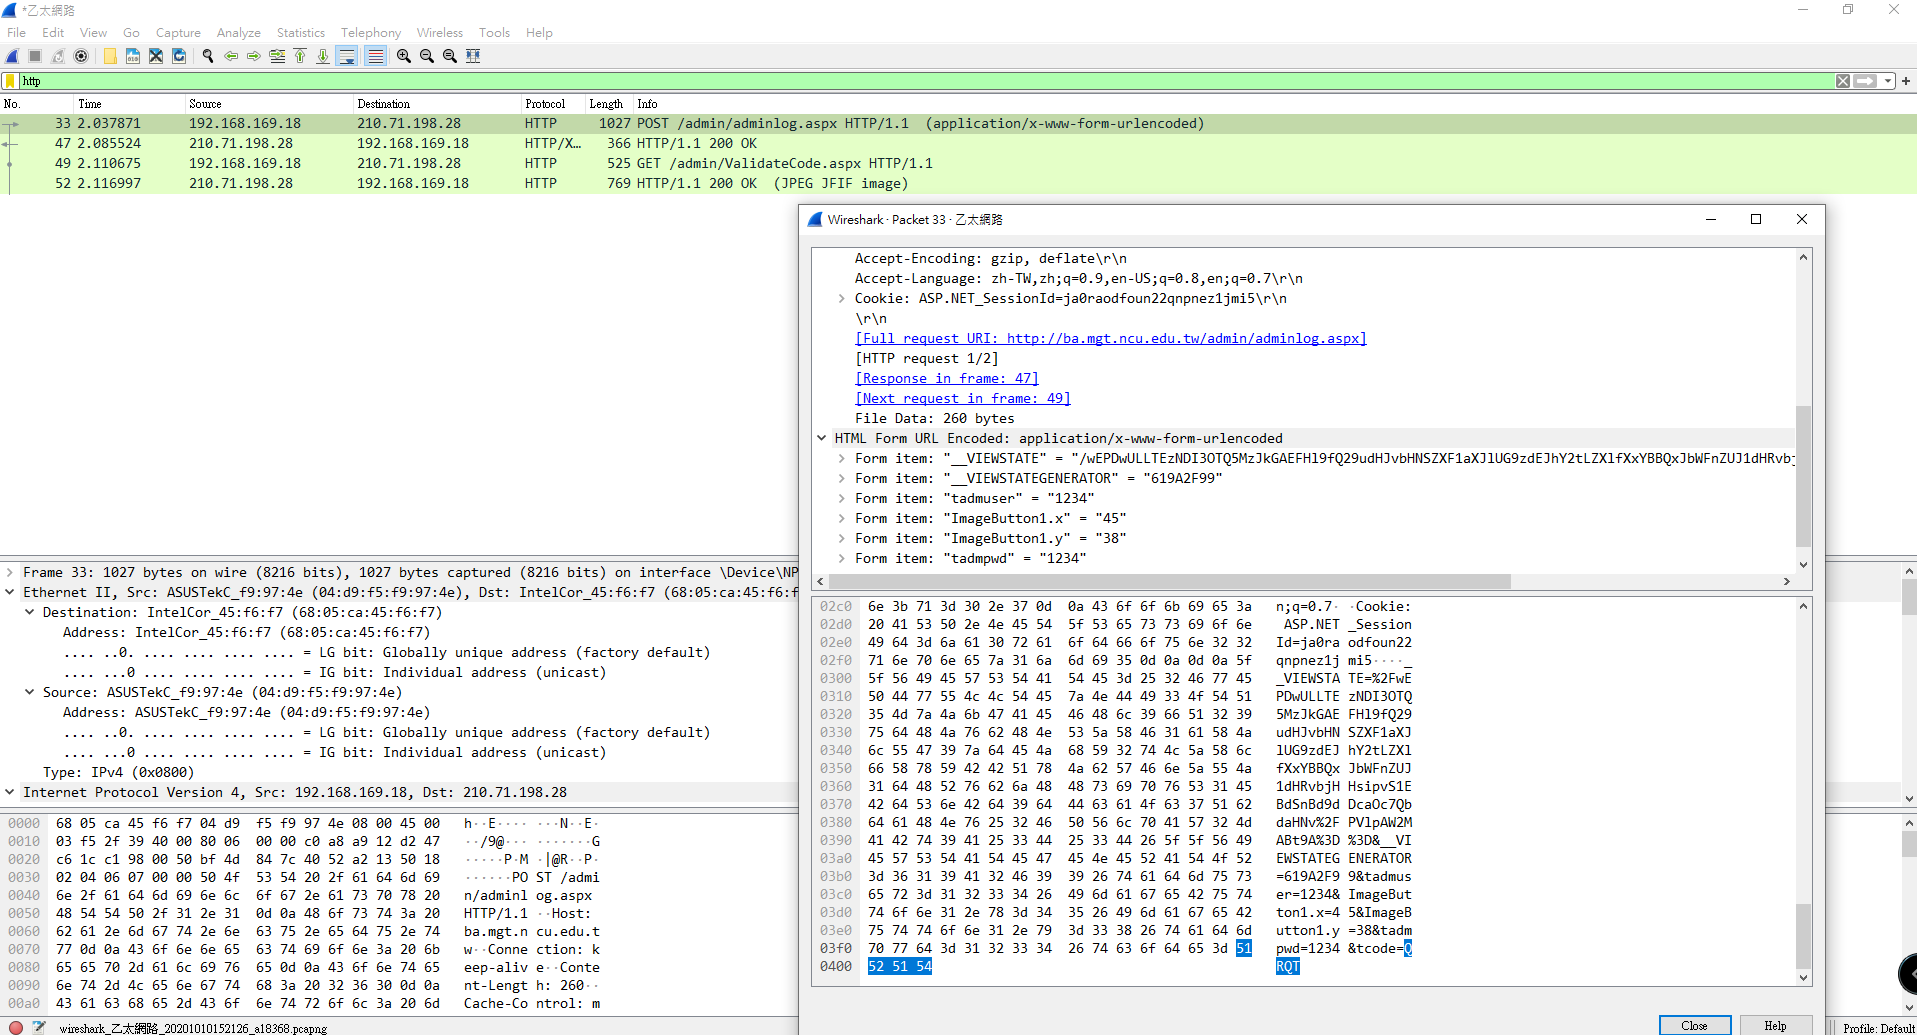 *乙太網路
File Edit View Go Capture Analyze Statistics Telephony Wireless Tools Help
http
No. Time Source Destination Protocol Length Info
33 2.037871 192.168.169.18 210.71.198.28 HTTP 1027 POST /admin/adminlog.aspx HTTP/1.1 (application/x-www-form-urlencoded)
47 2.085524 210.71.198.28 192.168.169.18 HTTP/X… 366 HTTP/1.1 200 OK
49 2.110675 192.168.169.18 210.71.198.28 HTTP 525 GET /admin/ValidateCode.aspx HTTP/1.1
52 2.116997 210.71.198.28 192.168.169.18 HTTP 769 HTTP/1.1 200 OK (JPEG JFIF image)
Wireshark · Packet 33 · 乙太網路
Accept-Encoding: gzip, deflate\r\n
Accept-Language: zh-TW,zh;q=0.9,en-US;q=0.8,en;q=0.7\r\n
Cookie: ASP.NET_SessionId=ja0raodfoun22qnpnez1jmi5\r\n
\r\n
[Full request URI: http://ba.mgt.ncu.edu.tw/admin/adminlog.aspx]
[HTTP request 1/2]
[Response in frame: 47]
[Next request in frame: 49]
File Data: 260 bytes
HTML Form URL Encoded: application/x-www-form-urlencoded
Form item: "__VIEWSTATE" = "/wEPDwULLTEzNDI3OTQ5MzJkGAEFHl9fQ29udHJvbHNSZXF1aXJlUG9zdEJhY2tLZXlfXxYBBQxJbWFnZUJ1dHRvbj
Form item: "__VIEWSTATEGENERATOR" = "619A2F99"
Form item: "tadmuser" = "1234"
Form item: "ImageButton1.x" = "45"
Form item: "ImageButton1.y" = "38"
Form item: "tadmpwd" = "1234"
02c0 6e 3b 71 3d 30 2e 37 0d 0a 43 6f 6f 6b 69 65 3a n;q=0.7· ·Cookie:
02d0 20 41 53 50 2e 4e 45 54 5f 53 65 73 73 69 6f 6e ASP.NET _Session
02e0 49 64 3d 6a 61 30 72 61 6f 64 66 6f 75 6e 32 32 Id=ja0ra odfoun22
02f0 71 6e 70 6e 65 7a 31 6a 6d 69 35 0d 0a 0d 0a 5f qnpnez1j mi5····_
0300 5f 56 49 45 57 53 54 41 54 45 3d 25 32 46 77 45 _VIEWSTA TE=%2FwE
0310 50 44 77 55 4c 4c 54 45 7a 4e 44 49 33 4f 54 51 PDwULLTE zNDI3OTQ
0320 35 4d 7a 4a 6b 47 41 45 46 48 6c 39 66 51 32 39 5MzJkGAE FHl9fQ29
0330 75 64 48 4a 76 62 48 4e 53 5a 58 46 31 61 58 4a udHJvbHN SZXF1aXJ
0340 6c 55 47 39 7a 64 45 4a 68 59 32 74 4c 5a 58 6c lUG9zdEJ hY2tLZXl
0350 66 58 78 59 42 42 51 78 4a 62 57 46 6e 5a 55 4a fXxYBBQx JbWFnZUJ
0360 31 64 48 52 76 62 6a 48 48 73 69 70 76 53 31 45 1dHRvbjH HsipvS1E
0370 42 64 53 6e 42 64 39 64 44 63 61 4f 63 37 51 62 BdSnBd9d DcaOc7Qb
0380 64 61 48 4e 76 25 32 46 50 56 6c 70 41 57 32 4d daHNv%2F PVlpAW2M
0390 41 42 74 39 41 25 33 44 25 33 44 26 5f 5f 56 49 ABt9A%3D %3D&__VI
03a0 45 57 53 54 41 54 45 47 45 4e 45 52 41 54 4f 52 EWSTATEG ENERATOR
03b0 3d 36 31 39 41 32 46 39 39 26 74 61 64 6d 75 73 =619A2F9 9&tadmus
03c0 65 72 3d 31 32 33 34 26 49 6d 61 67 65 42 75 74 er=1234& ImageBut
03d0 74 6f 6e 31 2e 78 3d 34 35 26 49 6d 61 67 65 42 ton1.x=4 5&ImageB
03e0 75 74 74 6f 6e 31 2e 79 3d 33 38 26 74 61 64 6d utton1.y =38&tadm
03f0 70 77 64 3d 31 32 33 34 26 74 63 6f 64 65 3d 51 pwd=1234 &tcode=Q
0400 52 51 54 RQT
Close Help
Frame 33: 1027 bytes on wire (8216 bits), 1027 bytes captured (8216 bits) on interface \Device\NP
Ethernet II, Src: ASUSTekC_f9:97:4e (04:d9:f5:f9:97:4e), Dst: IntelCor_45:f6:f7 (68:05:ca:45:f6:f
Destination: IntelCor_45:f6:f7 (68:05:ca:45:f6:f7)
Address: IntelCor_45:f6:f7 (68:05:ca:45:f6:f7)
.... ..0. .... .... .... .... = LG bit: Globally unique address (factory default)
.... ...0 .... .... .... .... = IG bit: Individual address (unicast)
Source: ASUSTekC_f9:97:4e (04:d9:f5:f9:97:4e)
Address: ASUSTekC_f9:97:4e (04:d9:f5:f9:97:4e)
.... ..0. .... .... .... .... = LG bit: Globally unique address (factory default)
.... ...0 .... .... .... .... = IG bit: Individual address (unicast)
Type: IPv4 (0x0800)
Internet Protocol Version 4, Src: 192.168.169.18, Dst: 210.71.198.28
0000 68 05 ca 45 f6 f7 04 d9 f5 f9 97 4e 08 00 45 00 h··E···· ···N··E·
0010 03 f5 2f 39 40 00 80 06 00 00 c0 a8 a9 12 d2 47 ··/9@··· ·······G
0020 c6 1c c1 98 00 50 bf 4d 84 7c 40 52 a2 13 50 18 ·····P·M ·|@R··P·
0030 02 04 06 07 00 00 50 4f 53 54 20 2f 61 64 6d 69 ······PO ST /admi
0040 6e 2f 61 64 6d 69 6e 6c 6f 67 2e 61 73 70 78 20 n/adminl og.aspx
0050 48 54 54 50 2f 31 2e 31 0d 0a 48 6f 73 74 3a 20 HTTP/1.1 ··Host:
0060 62 61 2e 6d 67 74 2e 6e 63 75 2e 65 64 75 2e 74 ba.mgt.n cu.edu.t
0070 77 0d 0a 43 6f 6e 6e 65 63 74 69 6f 6e 3a 20 6b w··Conne ction: k
0080 65 65 70 2d 61 6c 69 76 65 0d 0a 43 6f 6e 74 65 eep-aliv e··Conte
0090 6e 74 2d 4c 65 6e 67 74 68 3a 20 32 36 30 0d 0a nt-Lengt h: 260··
00a0 43 61 63 68 65 2d 43 6f 6e 74 72 6f 6c 3a 20 6d Cache-Co ntrol: m
wireshark_乙太網路_20201010152126_a18368.pcapng
Profile: Default